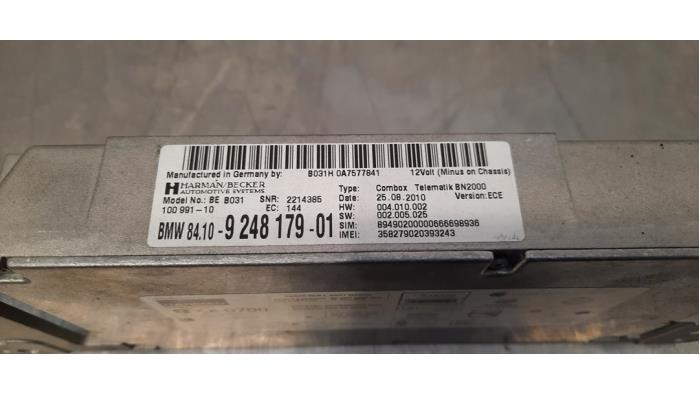 Manufactured in Germany by: B031H 0A7577841 12Volt (Minus on Chassis)
HARMAN/BECKER
AUTOMOTIVE SYSTEMS
Model No.: BE B031 SNR: 2214385
100 991-10 EC: 144
BMW 84.10 -9 248 179 -01
Type: Combox Telematik BN2000
Date: 25.08.2010 Version: ECE
HW: 004.010.002
SW: 002.005.025
SIM: 89490200000666698936
IMEI: 358279020393243